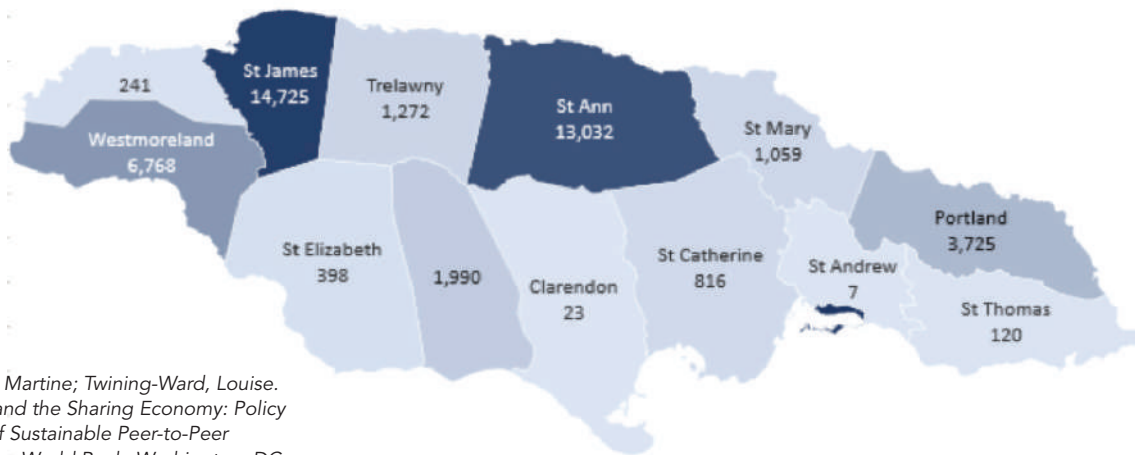 241
St James
14,725
Trelawny
1,272
St Ann
13,032
St Mary
1,059
Westmoreland
6,768
Portland
3,725
St Elizabeth
398
1,990
Clarendon
23
St Catherine
816
St Andrew
7
St Thomas
120
Martine; Twining-Ward, Louise.
and the Sharing Economy: Policy
f Sustainable Peer-to-Peer
World Bank, Washington, DC